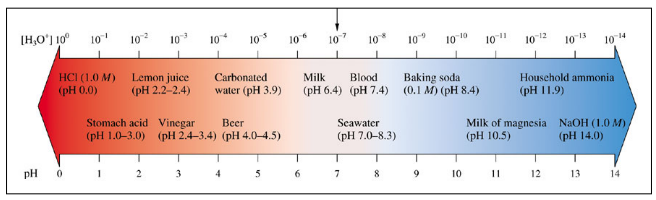 [H₃O⁺] 10⁰ 10⁻¹ 10⁻² 10⁻³ 10⁻⁴ 10⁻⁵ 10⁻⁶ 10⁻⁷ 10⁻⁸ 10⁻⁹ 10⁻¹⁰ 10⁻¹¹ 10⁻¹² 10⁻¹³ 10⁻¹⁴
HCl (1.0 M)
(pH 0.0)
Lemon juice
(pH 2.2–2.4)
Carbonated
water (pH 3.9)
Milk
(pH 6.4)
Blood
(pH 7.4)
Baking soda
(0.1 M) (pH 8.4)
Household ammonia
(pH 11.9)
Stomach acid
(pH 1.0–3.0)
Vinegar
(pH 2.4–3.4)
Beer
(pH 4.0–4.5)
Seawater
(pH 7.0–8.3)
Milk of magnesia
(pH 10.5)
NaOH (1.0 M)
(pH 14.0)
pH 0 1 2 3 4 5 6 7 8 9 10 11 12 13 14